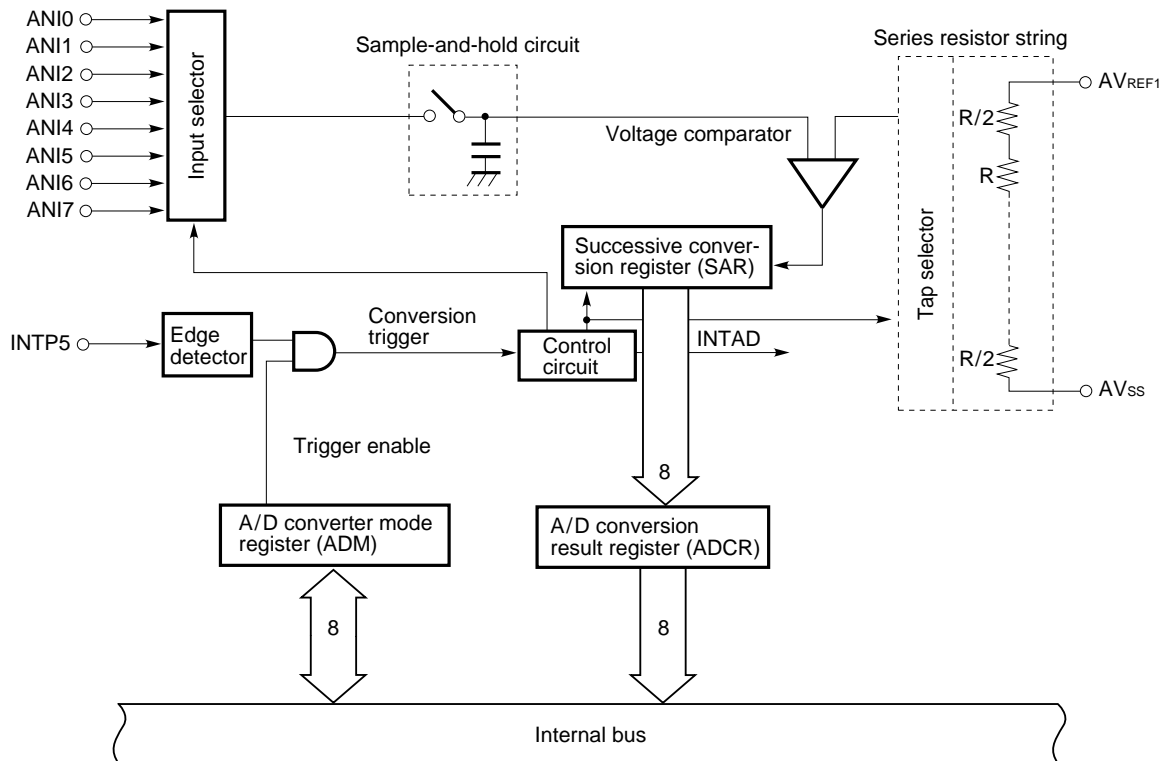 ANI0
ANI1
ANI2
ANI3
ANI4
ANI5
ANI6
ANI7
Input selector
Sample-and-hold circuit
Voltage comparator
Series resistor string
AVREF1
R/2
R
Tap selector
R/2
AVSS
Successive conver-
sion register (SAR)
INTP5
Edge
detector
Conversion
trigger
Control
circuit
INTAD
Trigger enable
8
A/D converter mode
register (ADM)
A/D conversion
result register (ADCR)
8
8
Internal bus